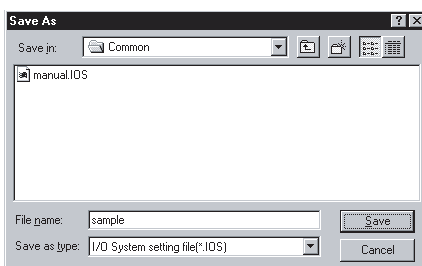 Save As
Save in: Common
manual.IOS
File name: sample
Save
Save as type: I/O System setting file(*.IOS)
Cancel